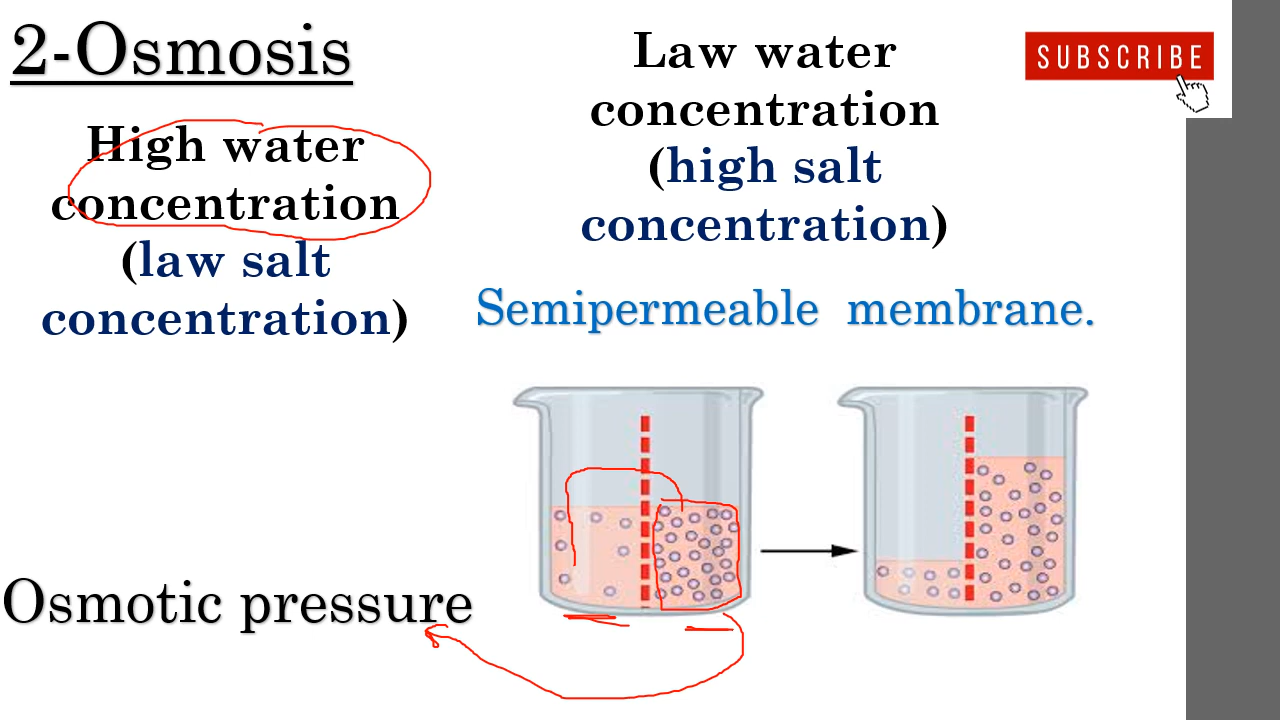 2-Osmosis
High water
concentration
(law salt
concentration)
Law water
concentration
(high salt
concentration)
SUBSCRIBE
Semipermeable membrane.
Osmotic pressure